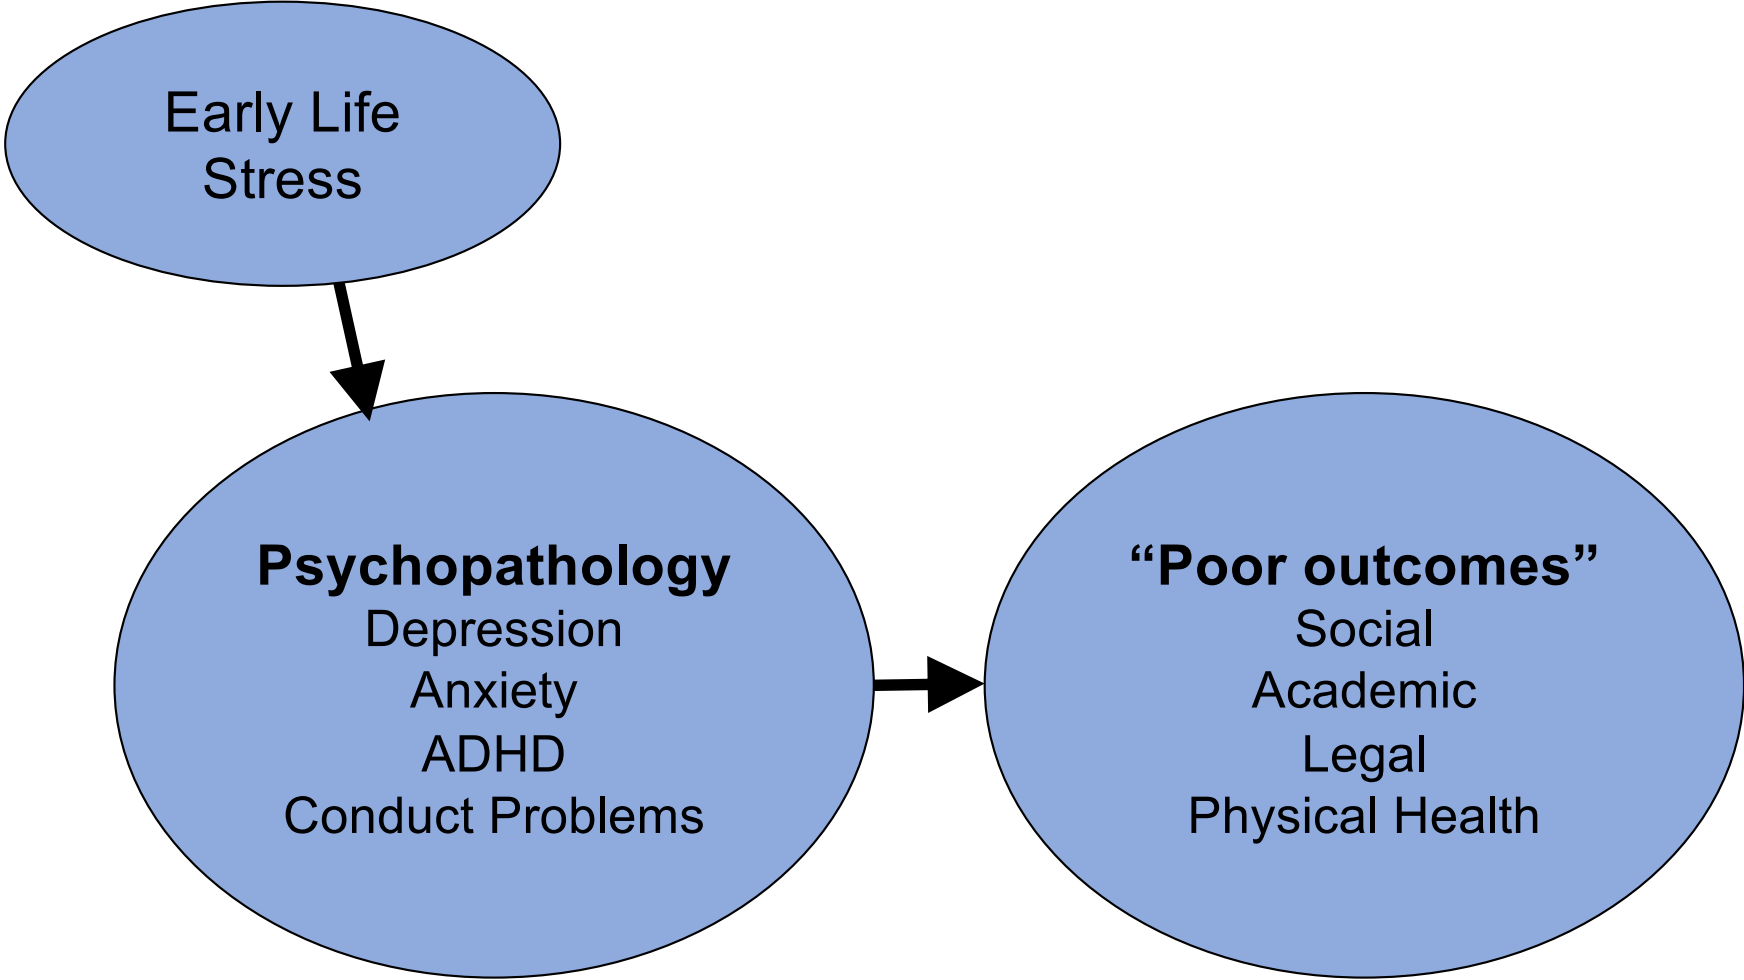 Early Life
Stress
Psychopathology
Depression
Anxiety
ADHD
Conduct Problems
“Poor outcomes”
Social
Academic
Legal
Physical Health